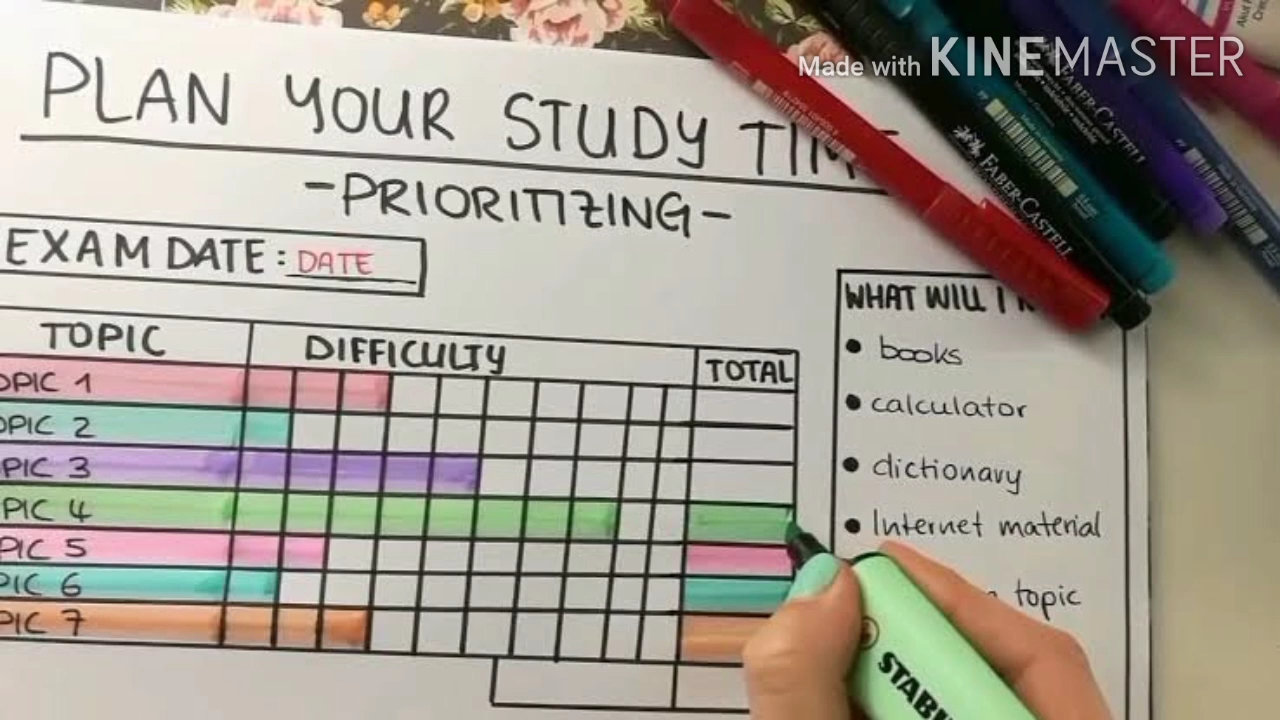 Made with KINEMASTER
PLAN YOUR STUDY
-PRIORITIZING-
EXAM DATE: DATE
TOPIC DIFFICULTY TOTAL
OPIC 1
OPIC 2
PIC 3
PIC 4
PIC 5
PIC 6
PIC 7
WHAT WILL I
books
calculator
dictionary
Internet material
topic
FABER-CASTELL
FABER-CASTELL
STABI